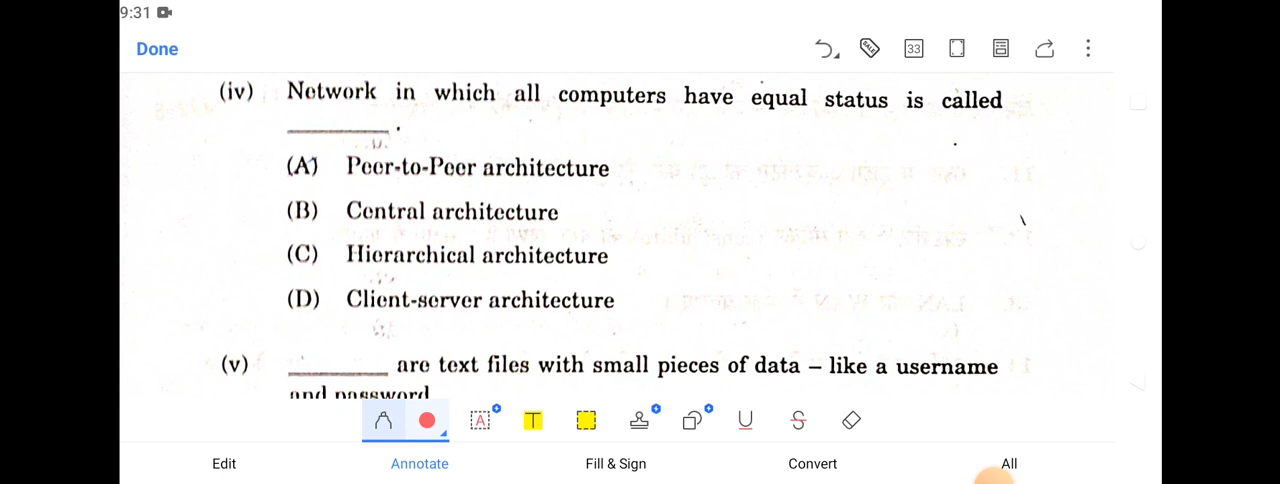 9:31
Done
33
(iv) Network in which all computers have equal status is called
________ .
(A) Peer-to-Peer architecture
(B) Central architecture
(C) Hierarchical architecture
(D) Client-server architecture
(v) ________ are text files with small pieces of data – like a username
and password
Edit
Annotate
Fill & Sign
Convert
All